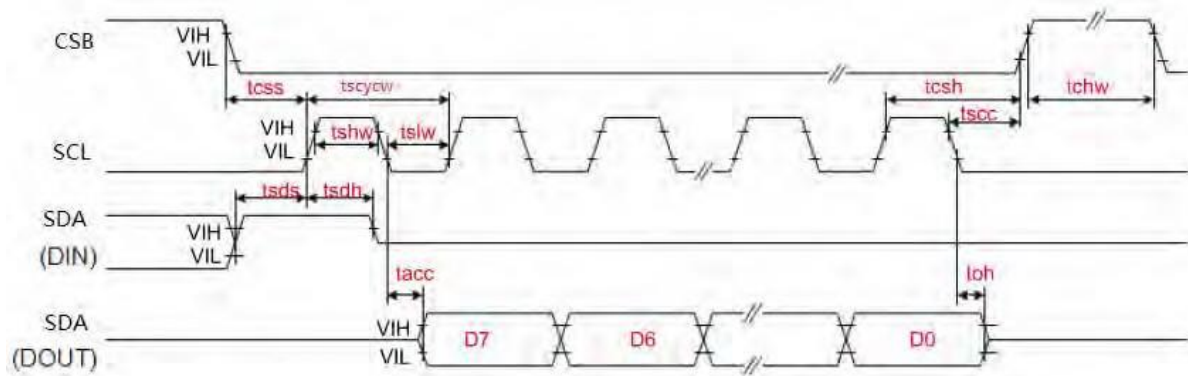 CSB
VIH
VIL
tcss
tscycw
tcsh
tchw
tscc
SCL
VIH
VIL
tshw
tslw
tsds
tsdh
SDA
(DIN)
VIH
VIL
tacc
toh
SDA
(DOUT)
VIH
VIL
D7
D6
D0